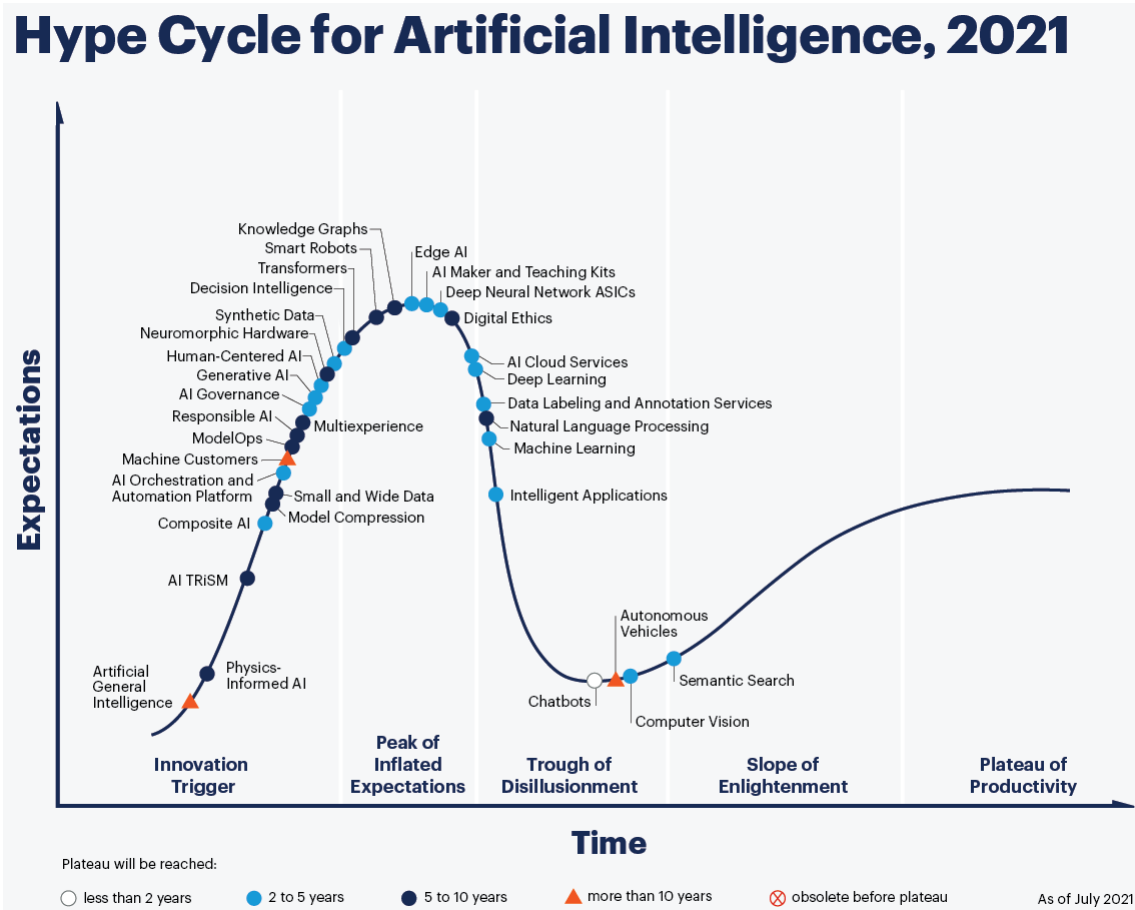 Hype Cycle for Artificial Intelligence, 2021
Expectations
Knowledge Graphs
Smart Robots
Transformers
Decision Intelligence
Synthetic Data
Neuromorphic Hardware
Human-Centered AI
Generative AI
AI Governance
Responsible AI
Multiexperience
ModelOps
Machine Customers
AI Orchestration and
Automation Platform
Small and Wide Data
Model Compression
Composite AI
AI TRiSM
Artificial
General
Intelligence
Physics-
Informed AI
Edge AI
AI Maker and Teaching Kits
Deep Neural Network ASICs
Digital Ethics
AI Cloud Services
Deep Learning
Data Labeling and Annotation Services
Natural Language Processing
Machine Learning
Intelligent Applications
Autonomous
Vehicles
Chatbots
Semantic Search
Computer Vision
Innovation
Trigger
Peak of
Inflated
Expectations
Trough of
Disillusionment
Slope of
Enlightenment
Plateau of
Productivity
Time
Plateau will be reached:
less than 2 years
2 to 5 years
5 to 10 years
more than 10 years
obsolete before plateau
As of July 2021